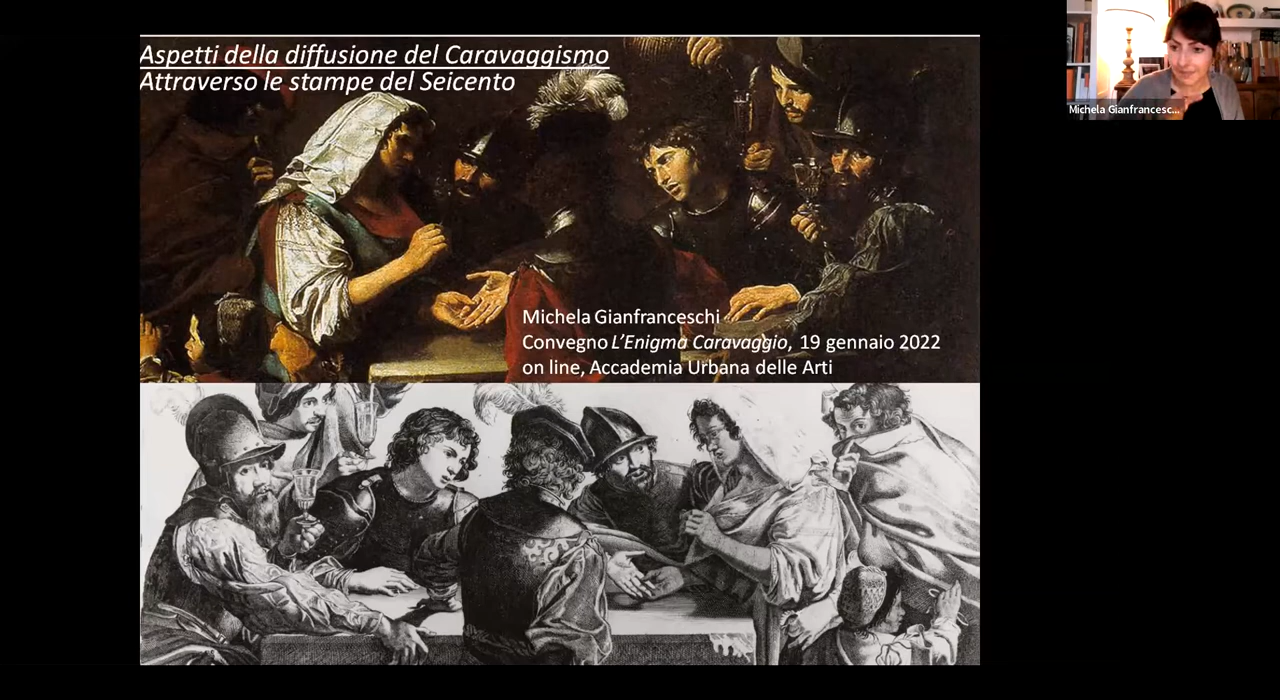 Aspetti della diffusione del Caravaggismo
Attraverso le stampe del Seicento
Michela Gianfranceschi
Convegno L'Enigma Caravaggio, 19 gennaio 2022
on line, Accademia Urbana delle Arti
Michela Gianfrancesc...